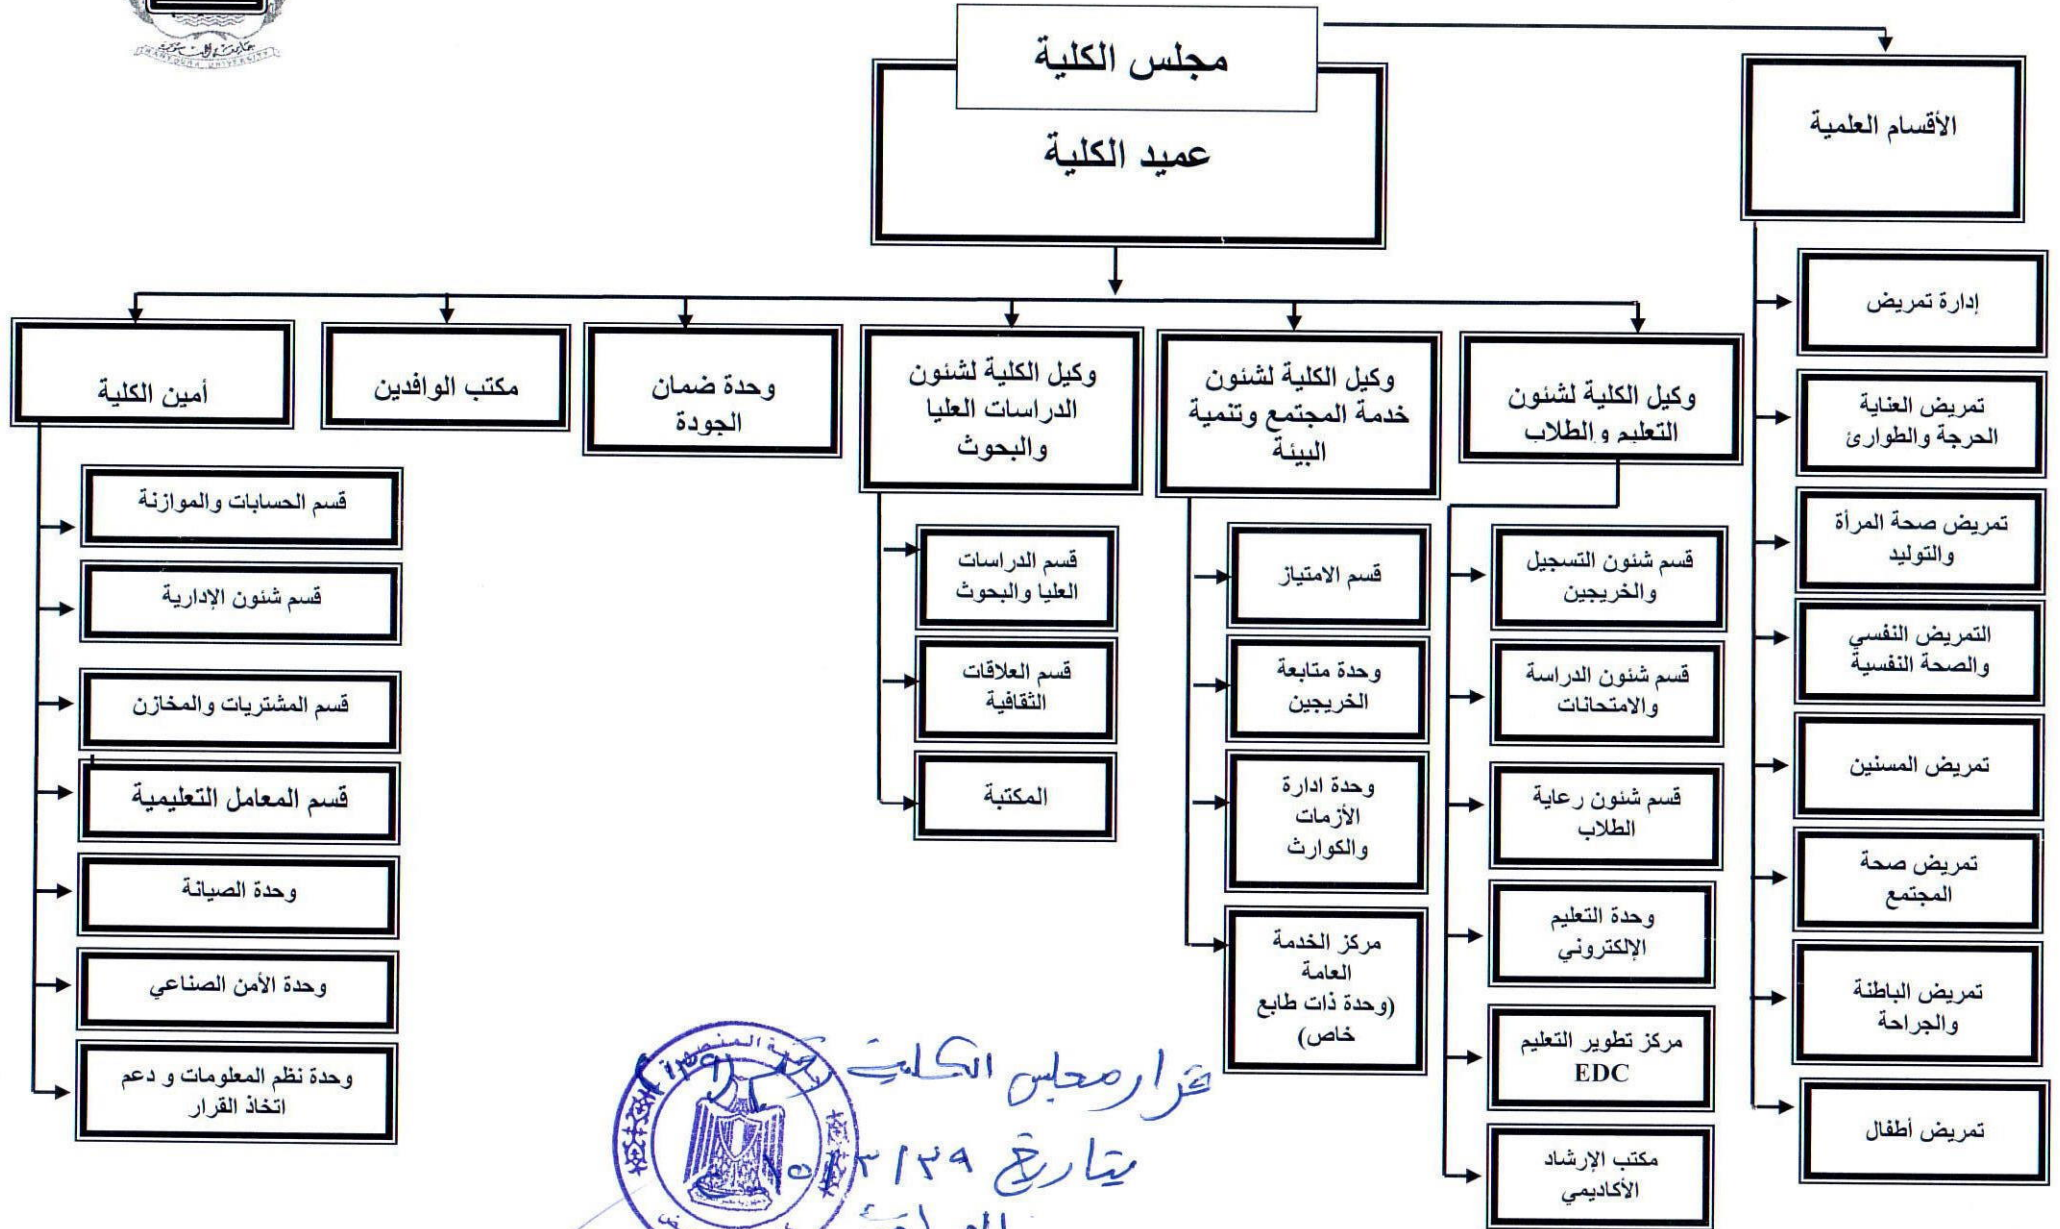 MANSOURA UNIVERSITY
مجلس الكلية
عميد الكلية
الأقسام العلمية
إدارة تمريض
تمريض العناية
الحرجة والطوارئ
تمريض صحة المرأة
والتوليد
التمريض النفسي
والصحة النفسية
تمريض المسنين
تمريض صحة
المجتمع
تمريض الباطنة
والجراحة
تمريض أطفال
وكيل الكلية لشئون
التعليم والطلاب
قسم شئون التسجيل
والخريجين
قسم شئون الدراسة
والامتحانات
قسم شئون رعاية
الطلاب
وحدة التعليم
الإلكتروني
مركز تطوير التعليم
EDC
مكتب الإرشاد
الأكاديمي
وكيل الكلية لشئون
خدمة المجتمع وتنمية
البيئة
قسم الامتياز
وحدة متابعة
الخريجين
وحدة ادارة
الأزمات
والكوارث
مركز الخدمة
العامة
(وحدة ذات طابع
خاص)
وكيل الكلية لشئون
الدراسات العليا
والبحوث
قسم الدراسات
العليا والبحوث
قسم العلاقات
الثقافية
المكتبة
وحدة ضمان
الجودة
مكتب الوافدين
أمين الكلية
قسم الحسابات والموازنة
قسم شئون الإدارية
قسم المشتريات والمخازن
قسم المعامل التعليمية
وحدة الصيانة
وحدة الأمن الصناعي
وحدة نظم المعلومات و دعم
اتخاذ القرار
قرار مجلس الكلية
بتاريخ ٣/٢٩